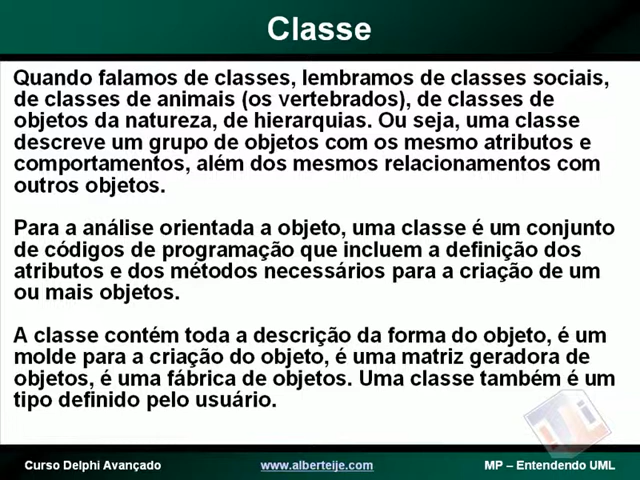 Classe
Quando falamos de classes, lembramos de classes sociais,
de classes de animais (os vertebrados), de classes de
objetos da natureza, de hierarquias. Ou seja, uma classe
descreve um grupo de objetos com os mesmo atributos e
comportamentos, além dos mesmos relacionamentos com
outros objetos.
Para a análise orientada a objeto, uma classe é um conjunto
de códigos de programação que incluem a definição dos
atributos e dos métodos necessários para a criação de um
ou mais objetos.
A classe contém toda a descrição da forma do objeto, é um
molde para a criação do objeto, é uma matriz geradora de
objetos, é uma fábrica de objetos. Uma classe também é um
tipo definido pelo usuário.
Curso Delphi Avançado
www.alberteije.com
MP – Entendendo UML